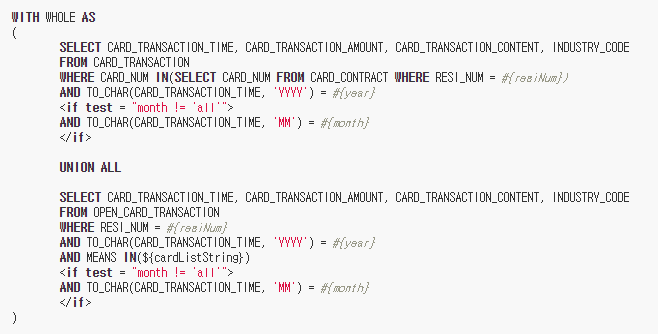 WITH WHOLE AS
(
SELECT CARD_TRANSACTION_TIME, CARD_TRANSACTION_AMOUNT, CARD_TRANSACTION_CONTENT, INDUSTRY_CODE
FROM CARD_TRANSACTION
WHERE CARD_NUM IN(SELECT CARD_NUM FROM CARD_CONTRACT WHERE RESI_NUM = #{resiNum})
AND TO_CHAR(CARD_TRANSACTION_TIME, 'YYYY') = #{year}
<if test = "month != 'all'">
AND TO_CHAR(CARD_TRANSACTION_TIME, 'MM') = #{month}
</if>
UNION ALL
SELECT CARD_TRANSACTION_TIME, CARD_TRANSACTION_AMOUNT, CARD_TRANSACTION_CONTENT, INDUSTRY_CODE
FROM OPEN_CARD_TRANSACTION
WHERE RESI_NUM = #{resiNum}
AND TO_CHAR(CARD_TRANSACTION_TIME, 'YYYY') = #{year}
AND MEANS IN(${cardListString})
<if test = "month != 'all'">
AND TO_CHAR(CARD_TRANSACTION_TIME, 'MM') = #{month}
</if>
)